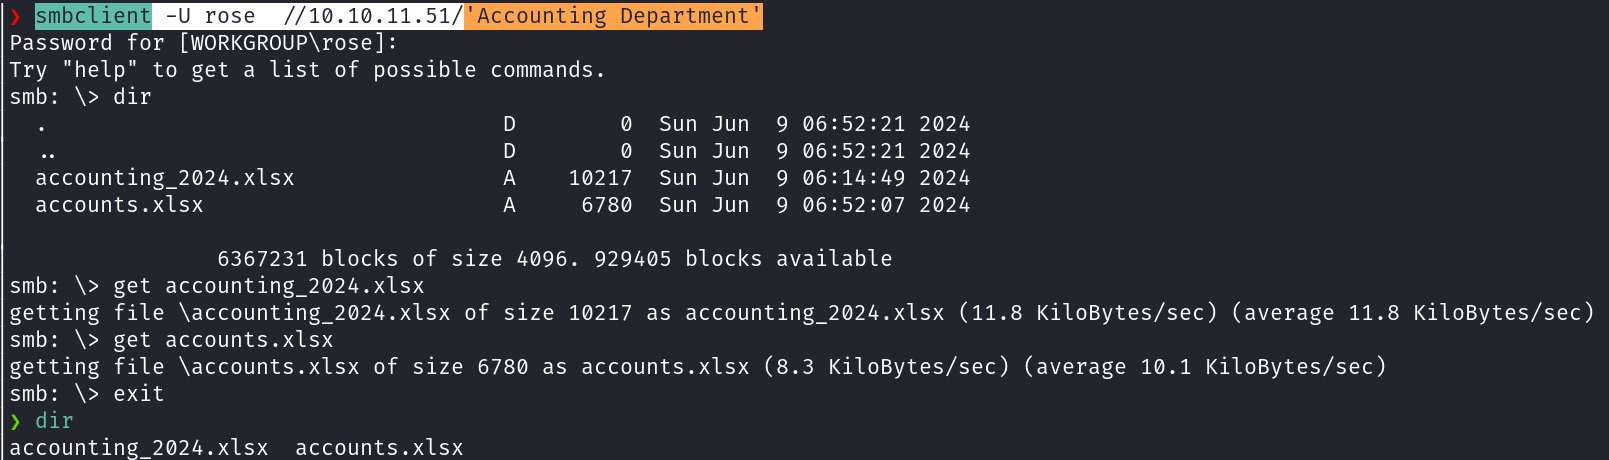 ❯ smbclient -U rose  //10.10.11.51/'Accounting Department'
Password for [WORKGROUP\rose]:
Try "help" to get a list of possible commands.
smb: \> dir
  .                                   D        0  Sun Jun  9 06:52:21 2024
  ..                                  D        0  Sun Jun  9 06:52:21 2024
  accounting_2024.xlsx                A    10217  Sun Jun  9 06:14:49 2024
  accounts.xlsx                       A     6780  Sun Jun  9 06:52:07 2024
                6367231 blocks of size 4096. 929405 blocks available
smb: \> get accounting_2024.xlsx
getting file \accounting_2024.xlsx of size 10217 as accounting_2024.xlsx (11.8 KiloBytes/sec) (average 11.8 KiloBytes/sec)
smb: \> get accounts.xlsx
getting file \accounts.xlsx of size 6780 as accounts.xlsx (8.3 KiloBytes/sec) (average 10.1 KiloBytes/sec)
smb: \> exit
❯ dir
accounting_2024.xlsx  accounts.xlsx